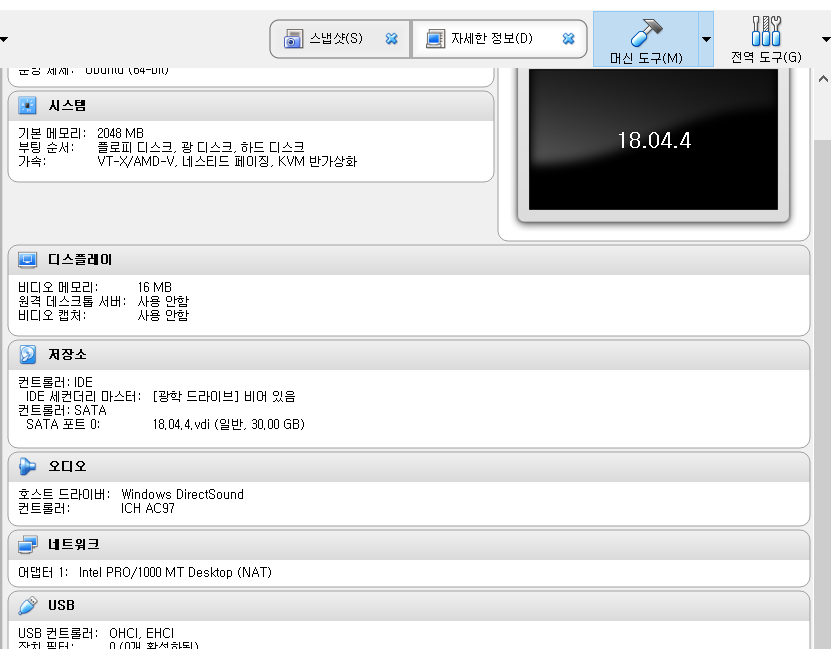 스냅샷(S)
자세한 정보(D)
머신 도구(M)
전역 도구(G)
운영 체제: Ubuntu (64-bit)
시스템
기본 메모리: 2048 MB
부팅 순서: 플로피 디스크, 광 디스크, 하드 디스크
가속: VT-X/AMD-V, 네스티드 페이징, KVM 반가상화
18.04.4
디스플레이
비디오 메모리: 16 MB
원격 데스크톱 서버: 사용 안함
비디오 캡처: 사용 안함
저장소
컨트롤러: IDE
IDE 세컨더리 마스터: [광학 드라이브] 비어 있음
컨트롤러: SATA
SATA 포트 0: 18.04.4.vdi (일반, 30.00 GB)
오디오
호스트 드라이버: Windows DirectSound
컨트롤러: ICH AC97
네트워크
어댑터 1: Intel PRO/1000 MT Desktop (NAT)
USB
USB 컨트롤러: OHCI, EHCI
장치 필터: 0 (0개 활성화됨)